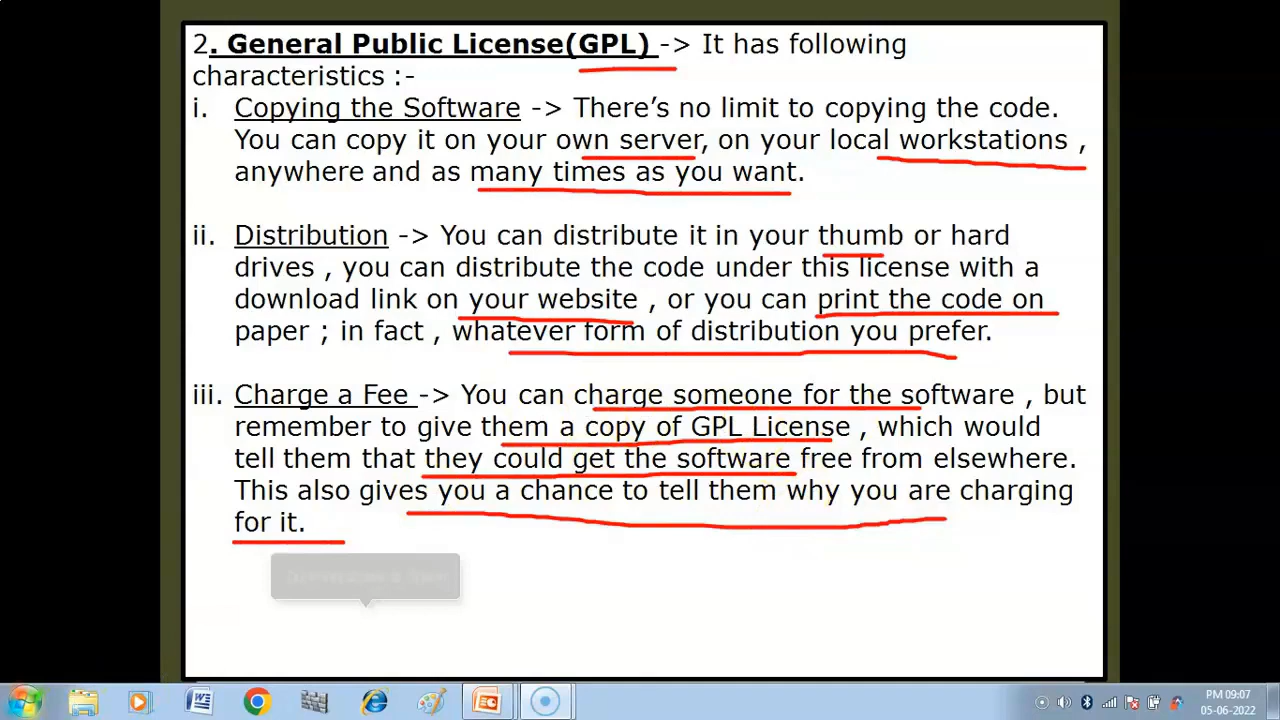 2. General Public License(GPL) -> It has following
characteristics :-
i. Copying the Software -> There's no limit to copying the code.
You can copy it on your own server, on your local workstations ,
anywhere and as many times as you want.
ii. Distribution -> You can distribute it in your thumb or hard
drives , you can distribute the code under this license with a
download link on your website , or you can print the code on
paper ; in fact , whatever form of distribution you prefer.
iii. Charge a Fee -> You can charge someone for the software , but
remember to give them a copy of GPL License , which would
tell them that they could get the software free from elsewhere.
This also gives you a chance to tell them why you are charging
for it.
PM 09:07
05-06-2022